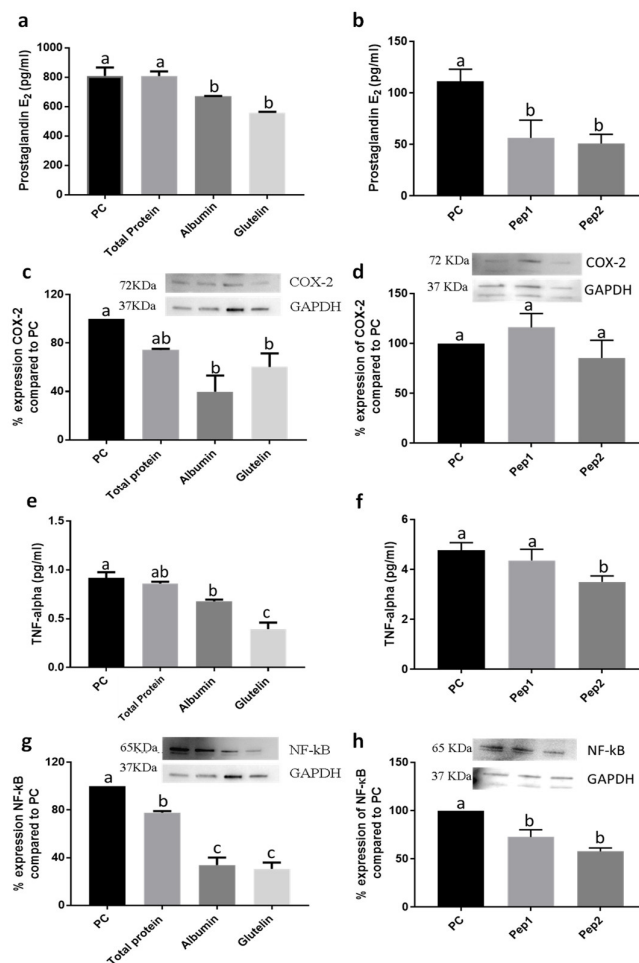 a
Prostaglandin E2 (pg/ml)
1000
800
600
400
200
0
a
a
b
b
PC
Total Protein
Albumin
Glutelin
b
Prostaglandin E2 (pg/ml)
150
100
50
0
a
b
b
PC
Pep1
Pep2
c
72KDa
COX-2
37KDa
GAPDH
% expression COX-2
compared to PC
120
80
40
0
a
ab
b
b
PC
Total protein
Albumin
Glutelin
d
72 KDa
COX-2
37 KDa
GAPDH
% expression of COX-2
compared to PC
150
100
50
0
a
a
a
PC
Pep1
Pep2
e
TNF-alpha (pg/ml)
1.5
1.0
0.5
0.0
a
ab
b
c
PC
Total Protein
Albumin
Glutelin
f
TNF-alpha (pg/ml)
6
4
2
0
a
a
b
PC
Pep1
Pep2
g
65KDa
NF-kB
37KDa
GAPDH
% expression NF-kB
compared to PC
120
80
40
0
a
b
c
c
PC
Total protein
Albumin
Glutelin
h
65 KDa
NF-kB
37 KDa
GAPDH
% expression of NF-κB
compared to PC
150
100
50
0
a
b
b
PC
Pep1
Pep2